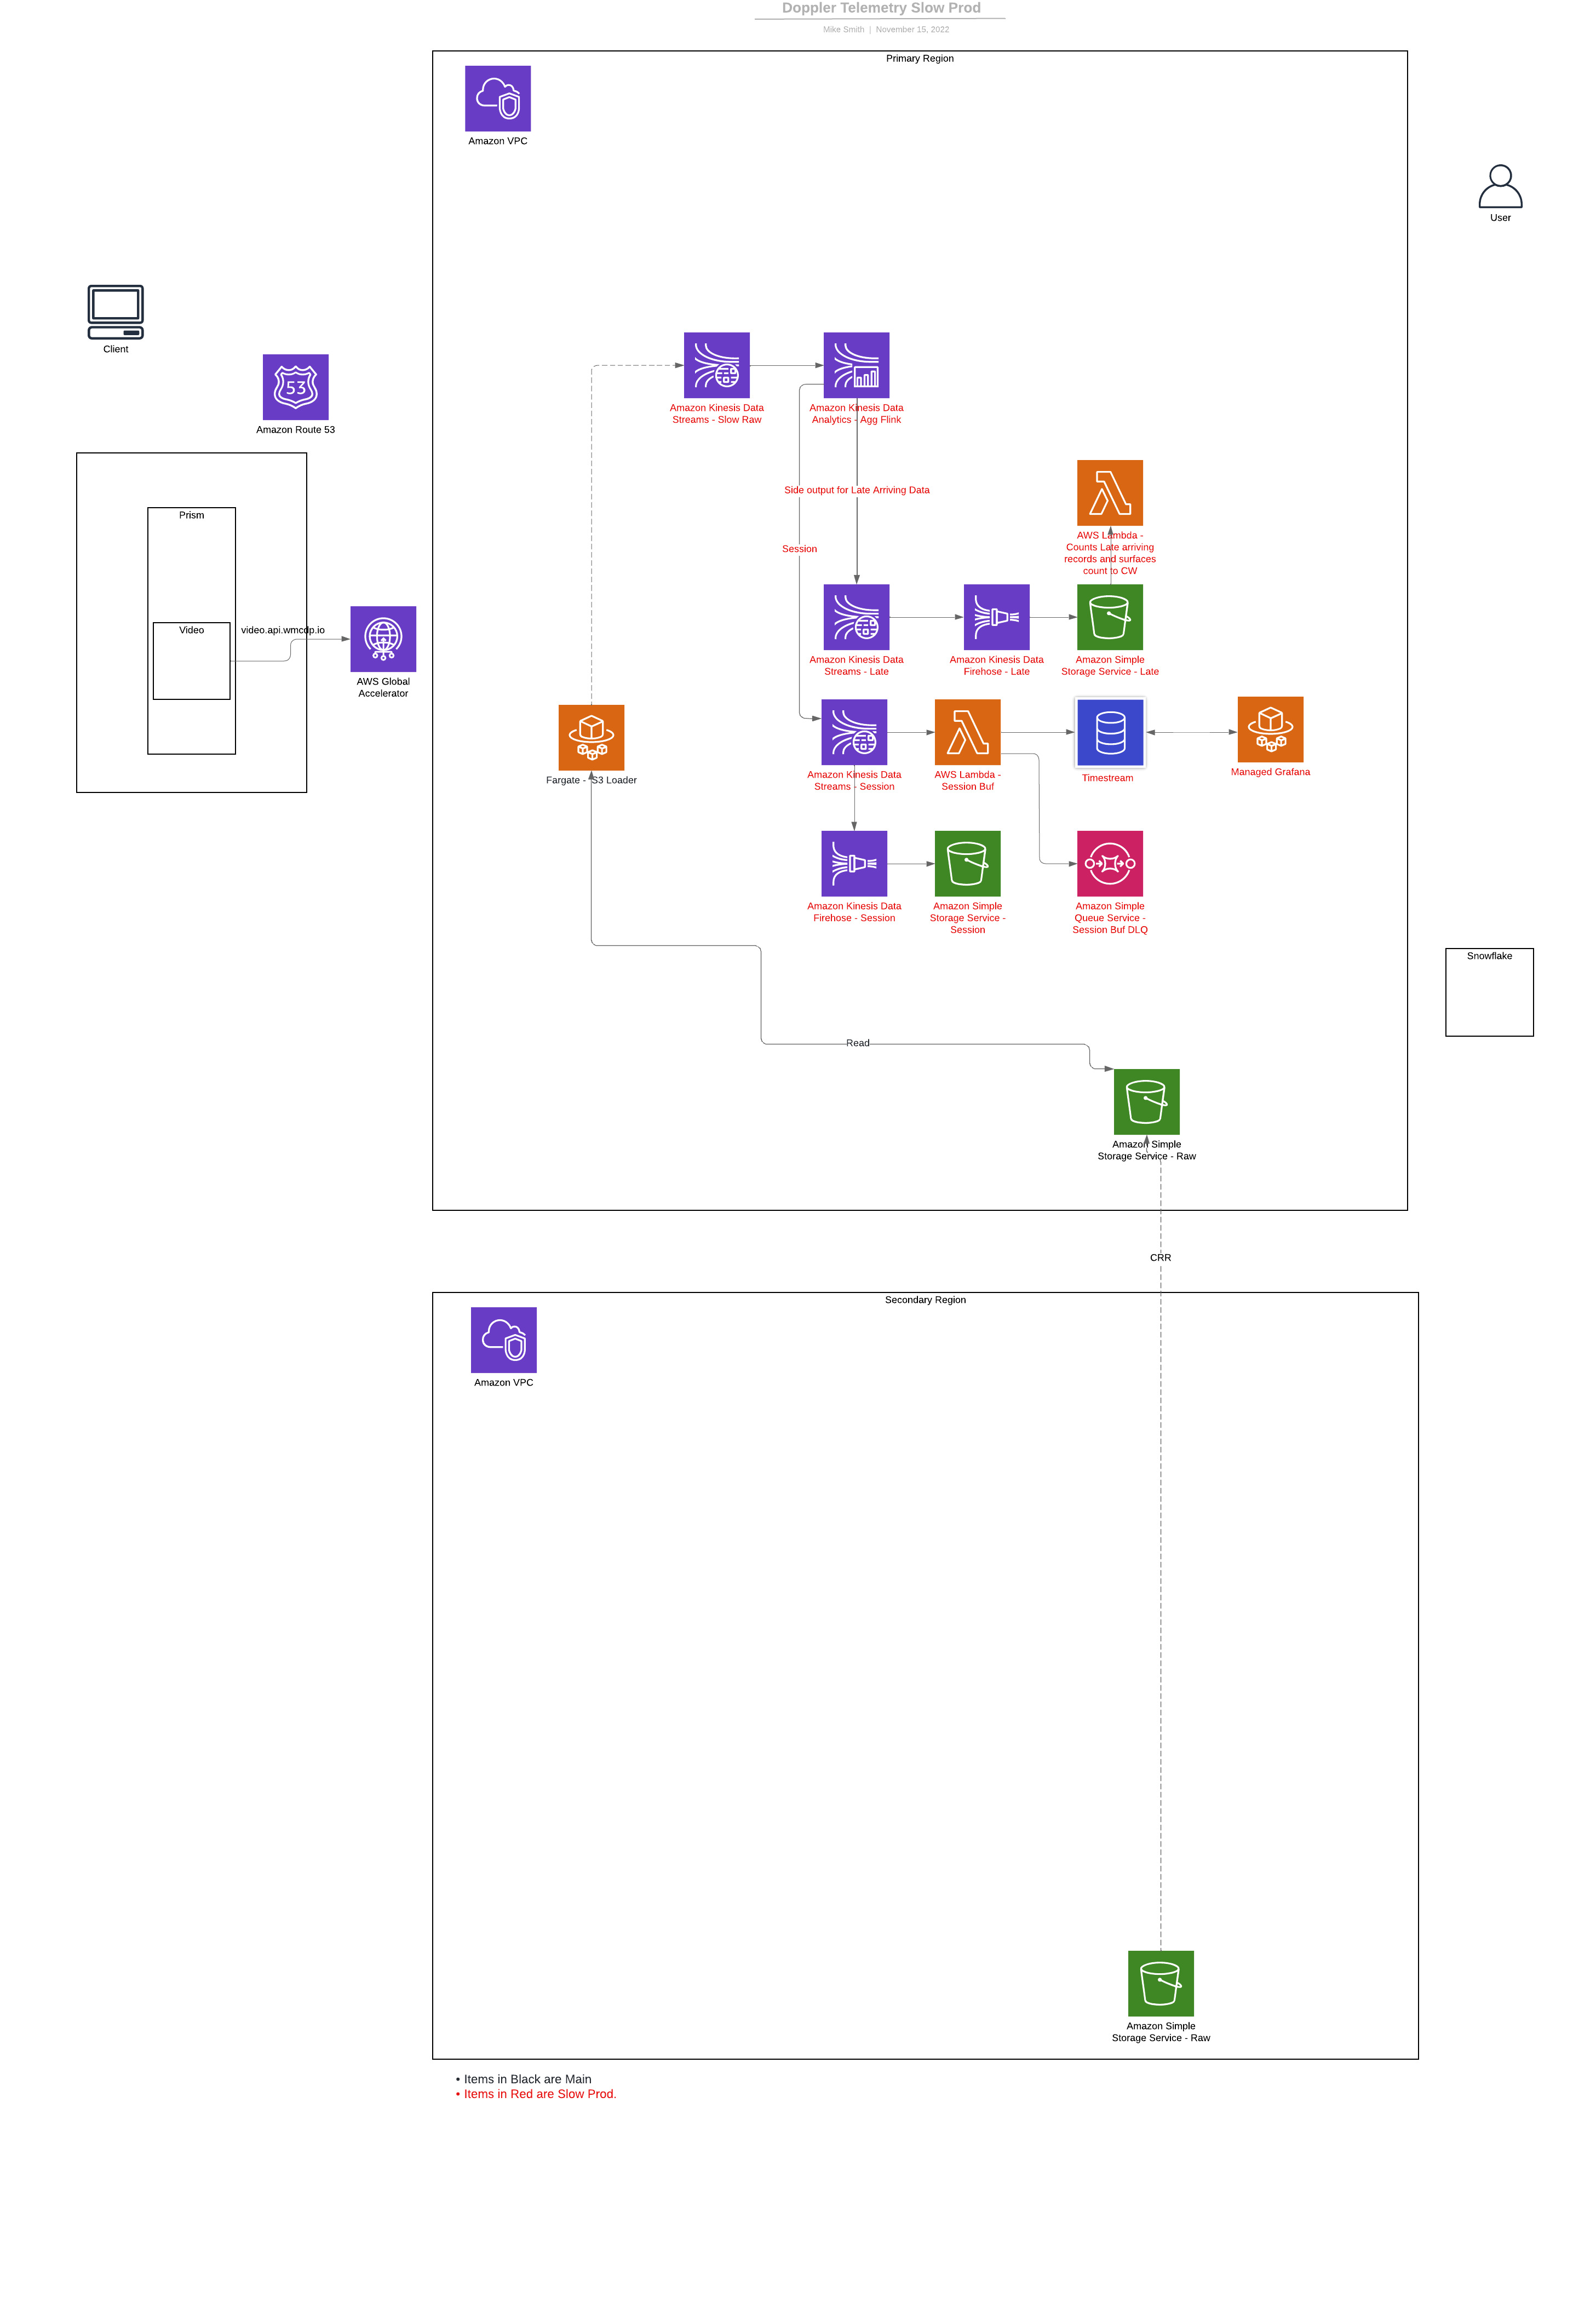 Doppler Telemetry Slow Prod
Mike Smith | November 15, 2022
Primary Region
Amazon VPC
User
Client
53
Amazon Route 53
Amazon Kinesis Data
Streams - Slow Raw
Amazon Kinesis Data
Analytics - Agg Flink
Side output for Late Arriving Data
Session
AWS Lambda -
Counts Late arriving
records and surfaces
count to CW
Prism
Video
video.api.wmcdp.io
AWS Global
Accelerator
Amazon Kinesis Data
Streams - Late
Amazon Kinesis Data
Firehose - Late
Amazon Simple
Storage Service - Late
Fargate - S3 Loader
Amazon Kinesis Data
Streams - Session
AWS Lambda -
Session Buf
Timestream
Managed Grafana
Amazon Kinesis Data
Firehose - Session
Amazon Simple
Storage Service -
Session
Amazon Simple
Queue Service -
Session Buf DLQ
Snowflake
Read
Amazon Simple
Storage Service - Raw
CRR
Secondary Region
Amazon VPC
Amazon Simple
Storage Service - Raw
• Items in Black are Main
• Items in Red are Slow Prod.